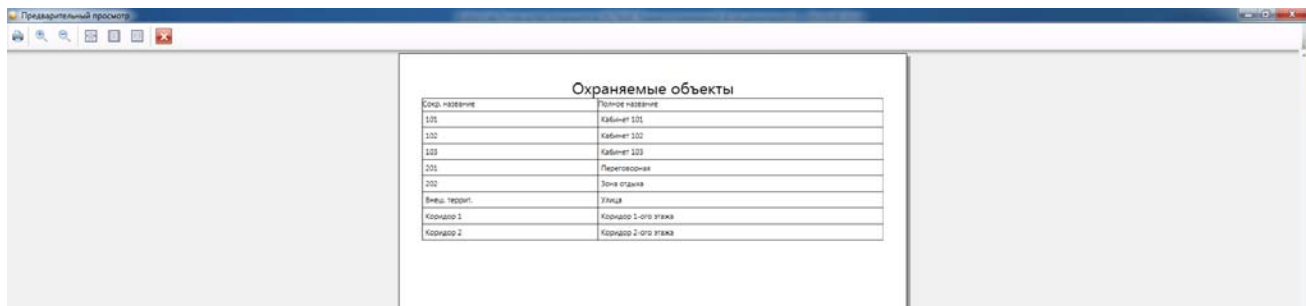 Предварительный просмотр
Охраняемые объекты
Сокр. название Полное название
101 Кабинет 101
102 Кабинет 102
103 Кабинет 103
201 Переговорная
202 Зона отдыха
Внеш. террит. Улица
Коридор 1 Коридор 1-ого этажа
Коридор 2 Коридор 2-ого этажа